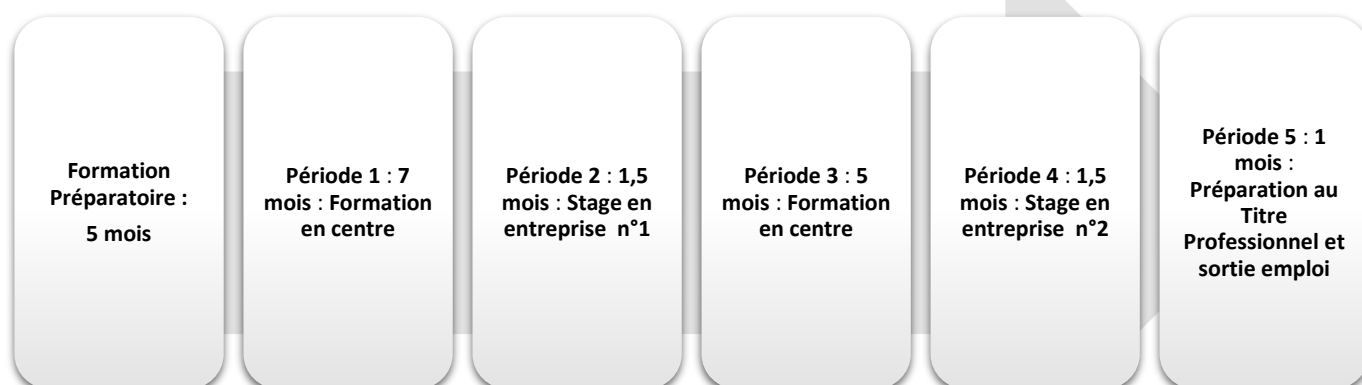 Formation
Préparatoire :
5 mois
Période 1 : 7
mois : Formation
en centre
Période 2 : 1,5
mois : Stage en
entreprise n°1
Période 3 : 5
mois : Formation
en centre
Période 4 : 1,5
mois : Stage en
entreprise n°2
Période 5 : 1
mois :
Préparation au
Titre
Professionnel et
sortie emploi